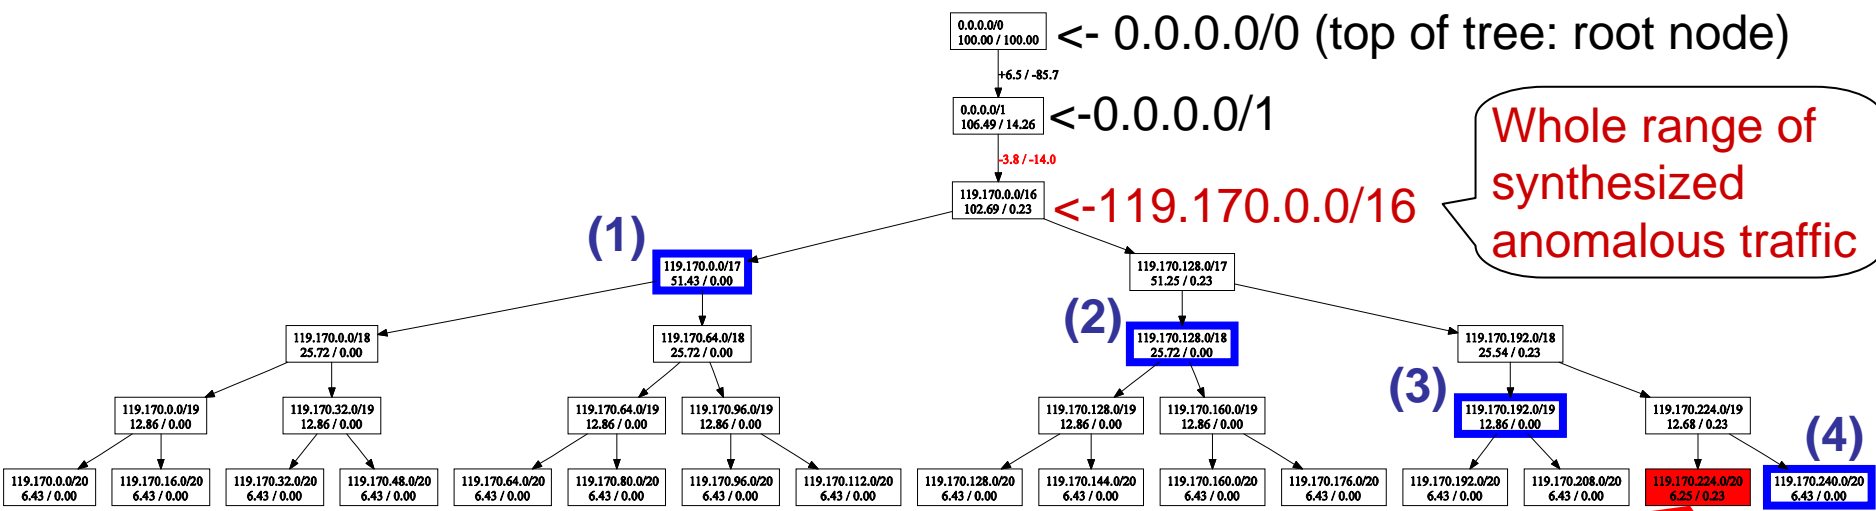 0.0.0.0/0
100.00 / 100.00
<- 0.0.0.0/0 (top of tree: root node)
+6.5 / -85.7
0.0.0.0/1
106.49 / 14.26
<-0.0.0.0/1
-3.8 / -14.0
119.170.0.0/16
102.69 / 0.23
<-119.170.0.0/16
Whole range of
synthesized
anomalous traffic
(1)
119.170.0.0/17
51.43 / 0.00
119.170.128.0/17
51.25 / 0.23
(2)
119.170.0.0/18
25.72 / 0.00
119.170.64.0/18
25.72 / 0.00
119.170.128.0/18
25.72 / 0.00
119.170.192.0/18
25.54 / 0.23
(3)
119.170.0.0/19
12.86 / 0.00
119.170.32.0/19
12.86 / 0.00
119.170.64.0/19
12.86 / 0.00
119.170.96.0/19
12.86 / 0.00
119.170.128.0/19
12.86 / 0.00
119.170.160.0/19
12.86 / 0.00
119.170.192.0/19
12.86 / 0.00
119.170.224.0/19
12.68 / 0.23
(4)
119.170.0.0/20
6.43 / 0.00
119.170.16.0/20
6.43 / 0.00
119.170.32.0/20
6.43 / 0.00
119.170.48.0/20
6.43 / 0.00
119.170.64.0/20
6.43 / 0.00
119.170.80.0/20
6.43 / 0.00
119.170.96.0/20
6.43 / 0.00
119.170.112.0/20
6.43 / 0.00
119.170.128.0/20
6.43 / 0.00
119.170.144.0/20
6.43 / 0.00
119.170.160.0/20
6.43 / 0.00
119.170.176.0/20
6.43 / 0.00
119.170.192.0/20
6.43 / 0.00
119.170.208.0/20
6.43 / 0.00
119.170.224.0/20
6.25 / 0.23
119.170.240.0/20
6.43 / 0.00